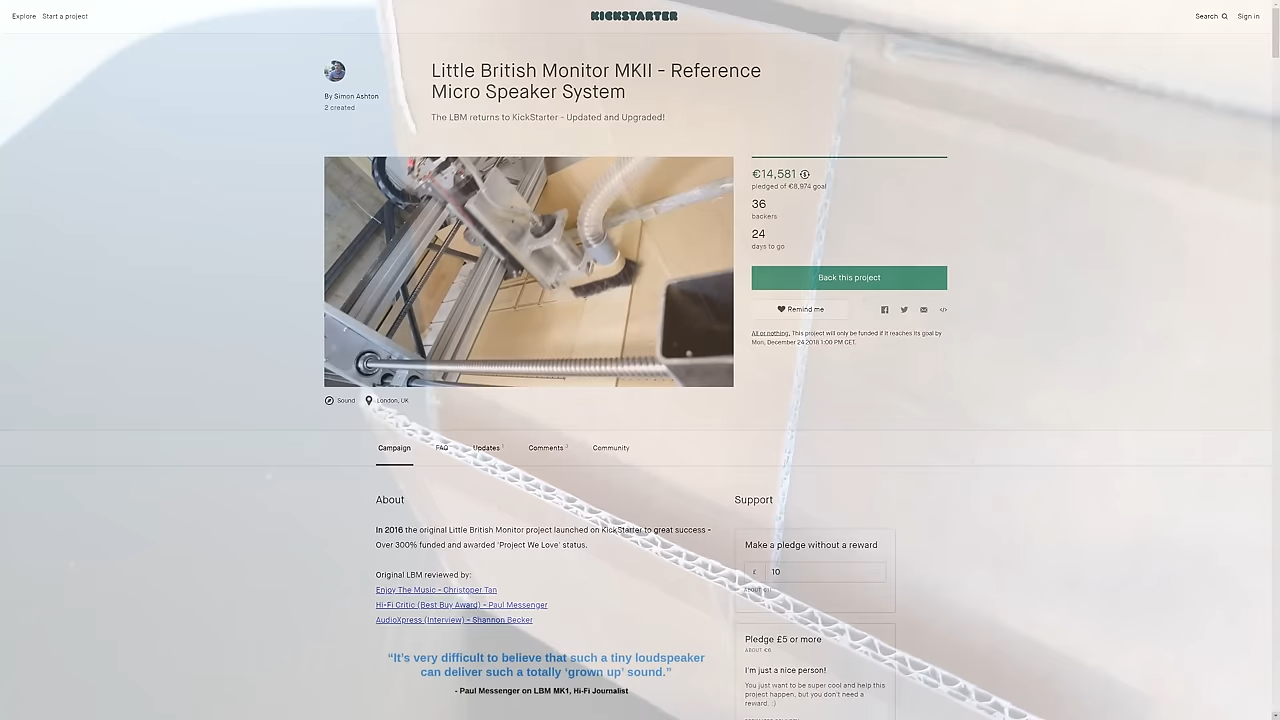 Explore Start a project
KICKSTARTER
Search
Sign in
By Simon Ashton
2 created
Little British Monitor MKII - Reference
Micro Speaker System
The LBM returns to KickStarter - Updated and Upgraded!
€14,581
pledged of €8,974 goal
36
backers
24
days to go
Back this project
Remind me
All or nothing. This project will only be funded if it reaches its goal by
Mon, December 24 2018 1:00 PM CET.
Sound
London, UK
Campaign
FAQ
Updates
Comments
Community
About
In 2016 the original Little British Monitor project launched on KickStarter to great success -
Over 300% funded and awarded 'Project We Love' status.
Original LBM reviewed by:
Enjoy The Music - Christoper Tan
Hi-Fi Critic (Best Buy Award) - Paul Messenger
AudioXpress (Interview) - Shannon Becker
“It’s very difficult to believe that such a tiny loudspeaker
can deliver such a totally ‘grown up’ sound.”
- Paul Messenger on LBM MK1, Hi-Fi Journalist
Support
Make a pledge without a reward
£ 10
Pledge £5 or more
ABOUT €6
I'm just a nice person!
You just want to be super cool and help this
project happen, but you don't need a
reward. :)